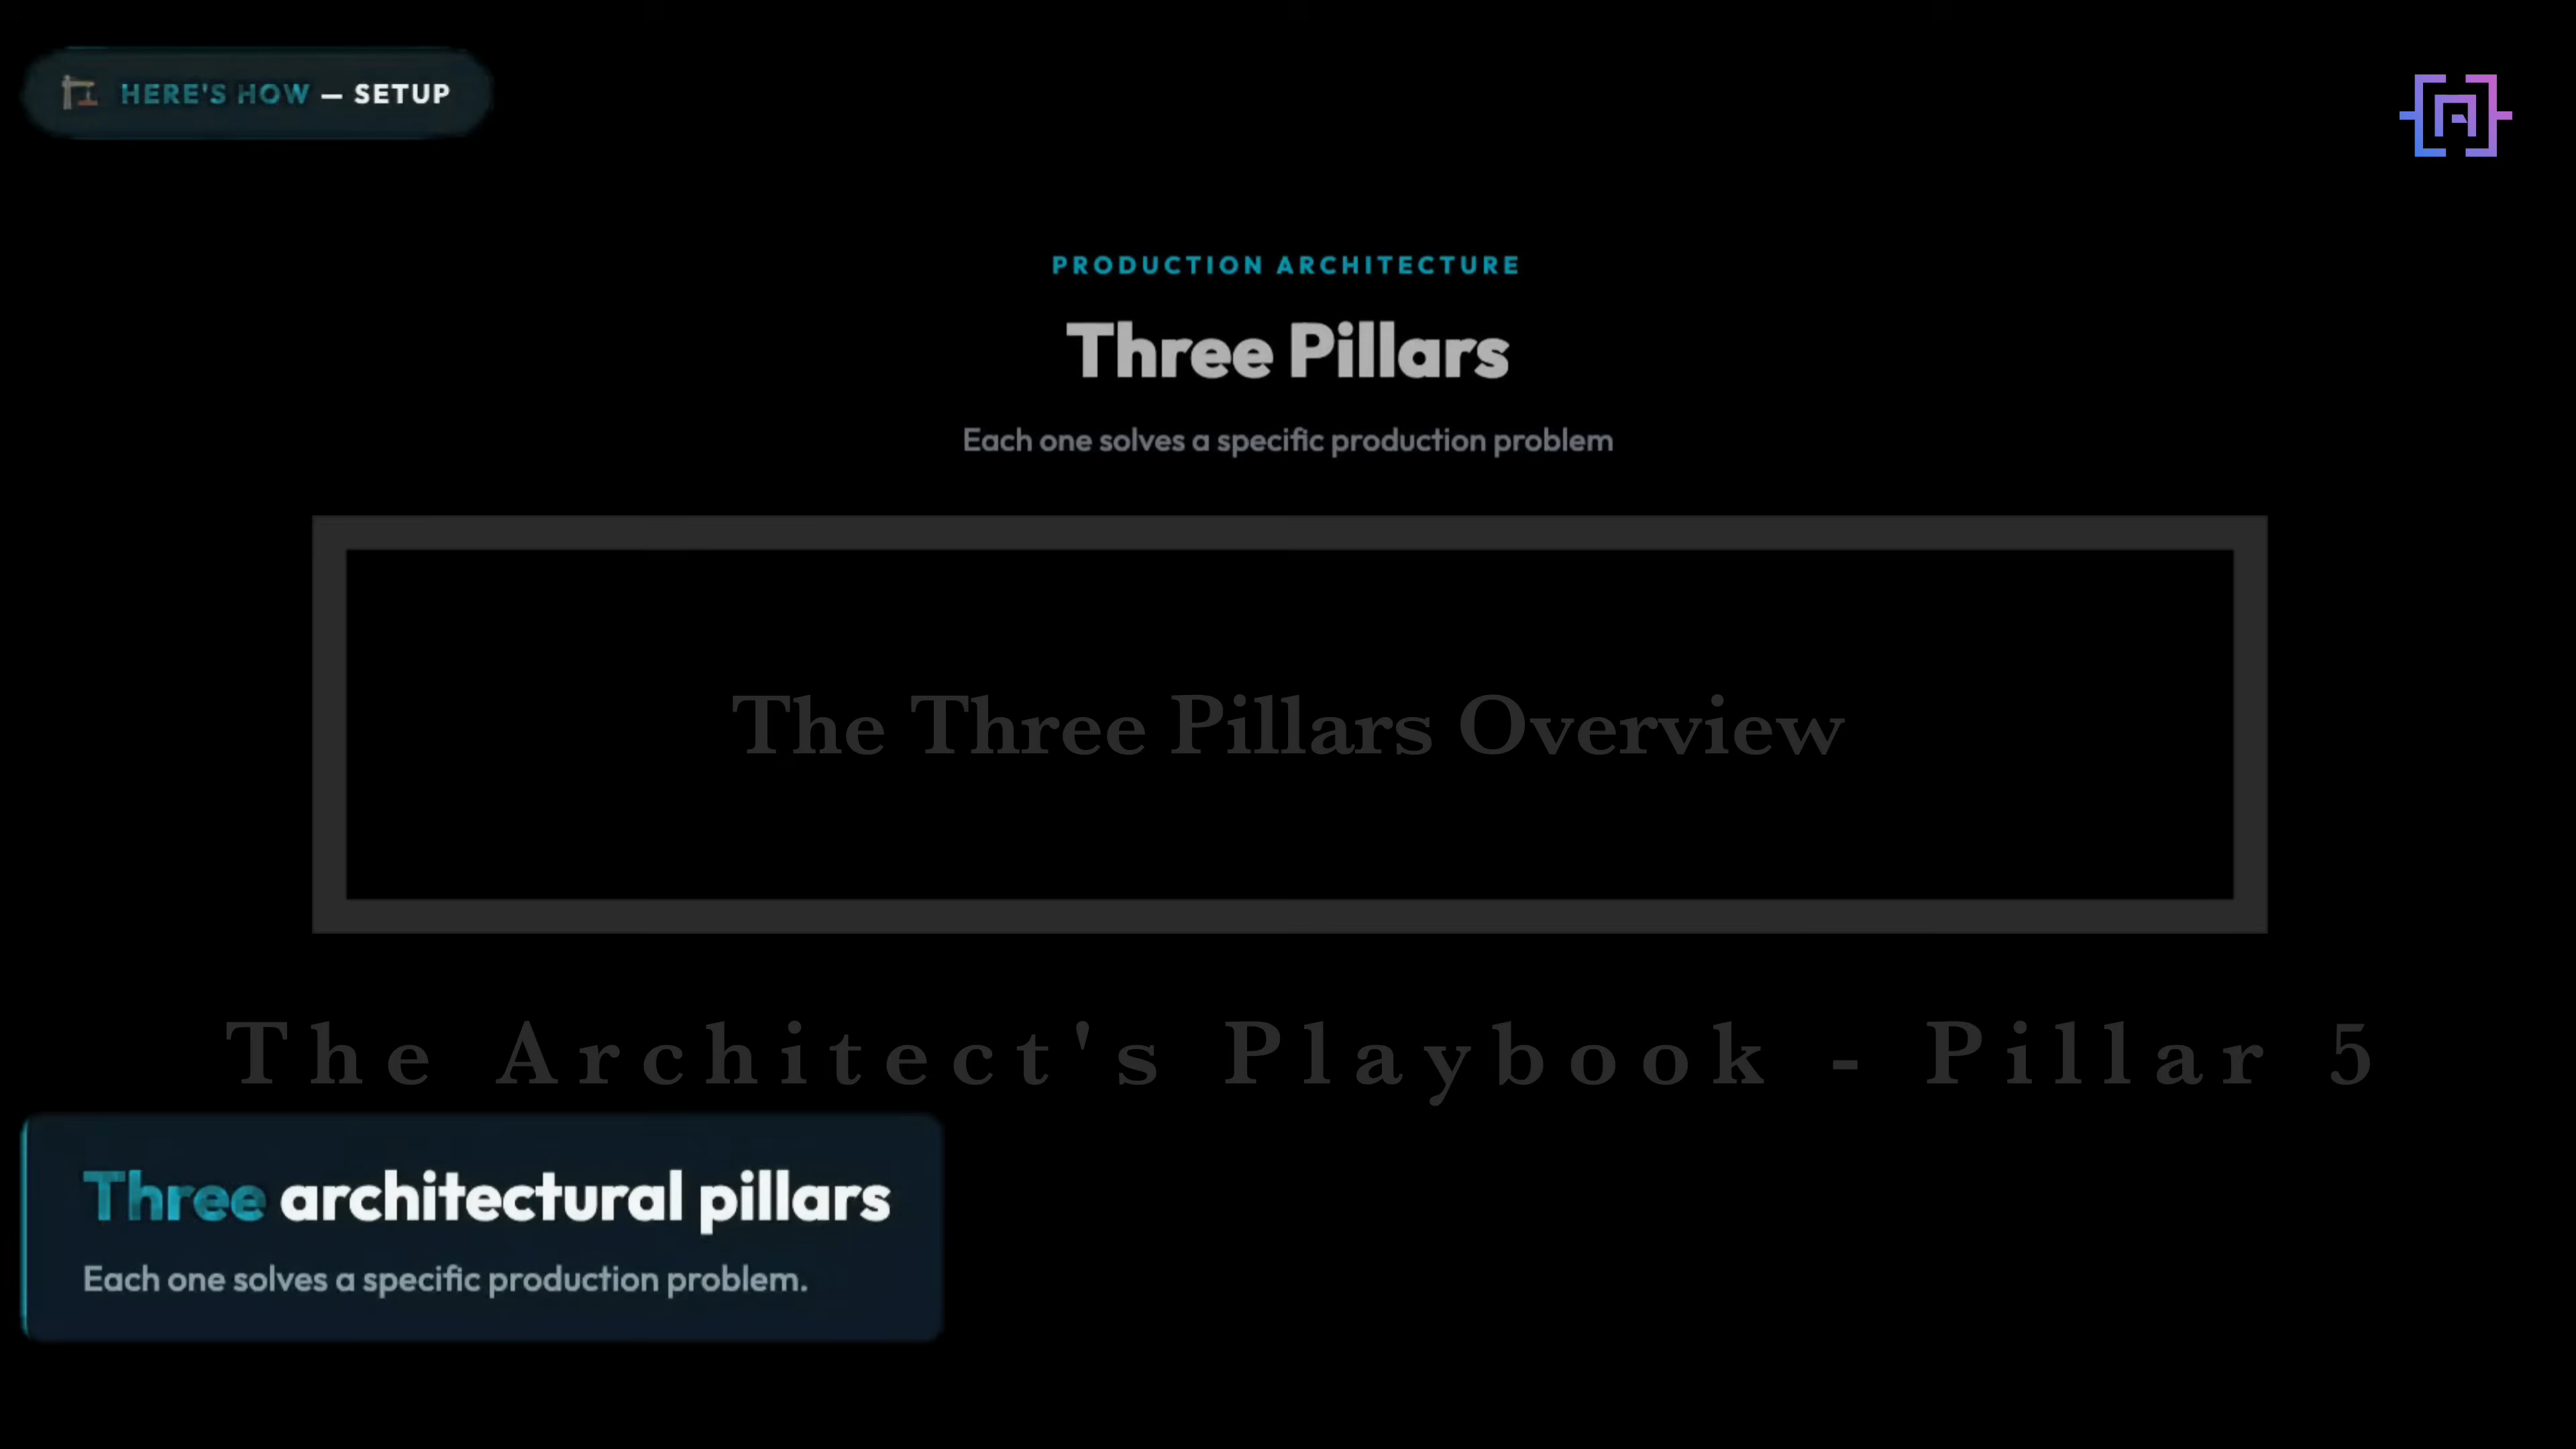 HERE'S HOW — SETUP
PRODUCTION ARCHITECTURE
Three Pillars
Each one solves a specific production problem
The Three Pillars Overview
The Architect's Playbook - Pillar 5
Three architectural pillars
Each one solves a specific production problem.